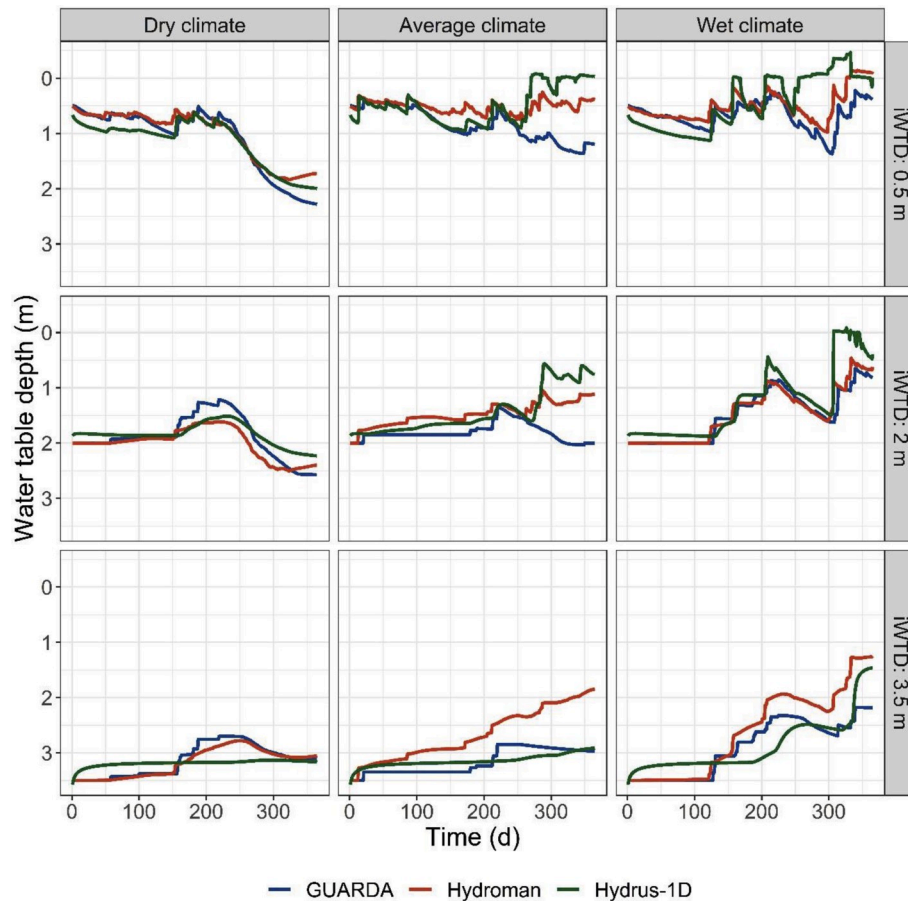 Dry climate
Average climate
Wet climate
0
1
2
3
iWTD: 0.5 m
Water table depth (m)
0
1
2
3
iWTD: 2 m
0
1
2
3
iWTD: 3.5 m
0 100 200 300
0 100 200 300
0 100 200 300
Time (d)
GUARDA Hydroman Hydrus-1D